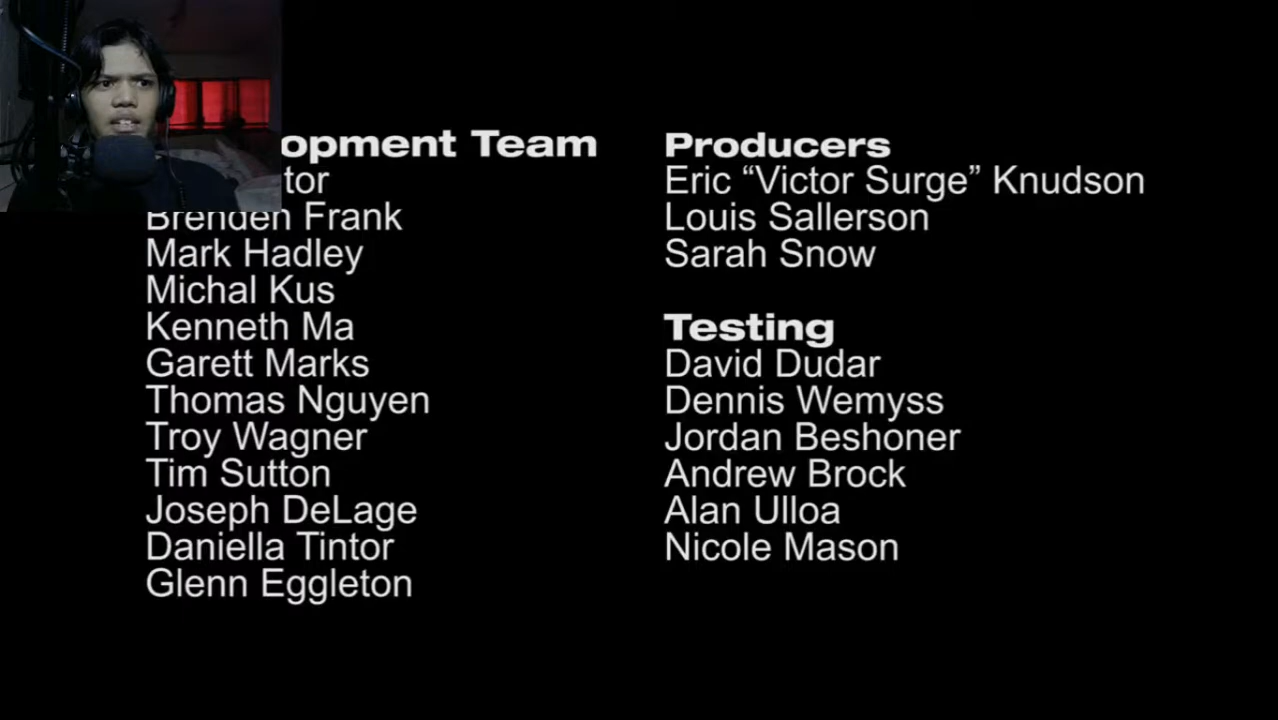 opment Team
tor
Brenden Frank
Mark Hadley
Michal Kus
Kenneth Ma
Garett Marks
Thomas Nguyen
Troy Wagner
Tim Sutton
Joseph DeLage
Daniella Tintor
Glenn Eggleton
Producers
Eric “Victor Surge” Knudson
Louis Sallerson
Sarah Snow
Testing
David Dudar
Dennis Wemyss
Jordan Beshoner
Andrew Brock
Alan Ulloa
Nicole Mason